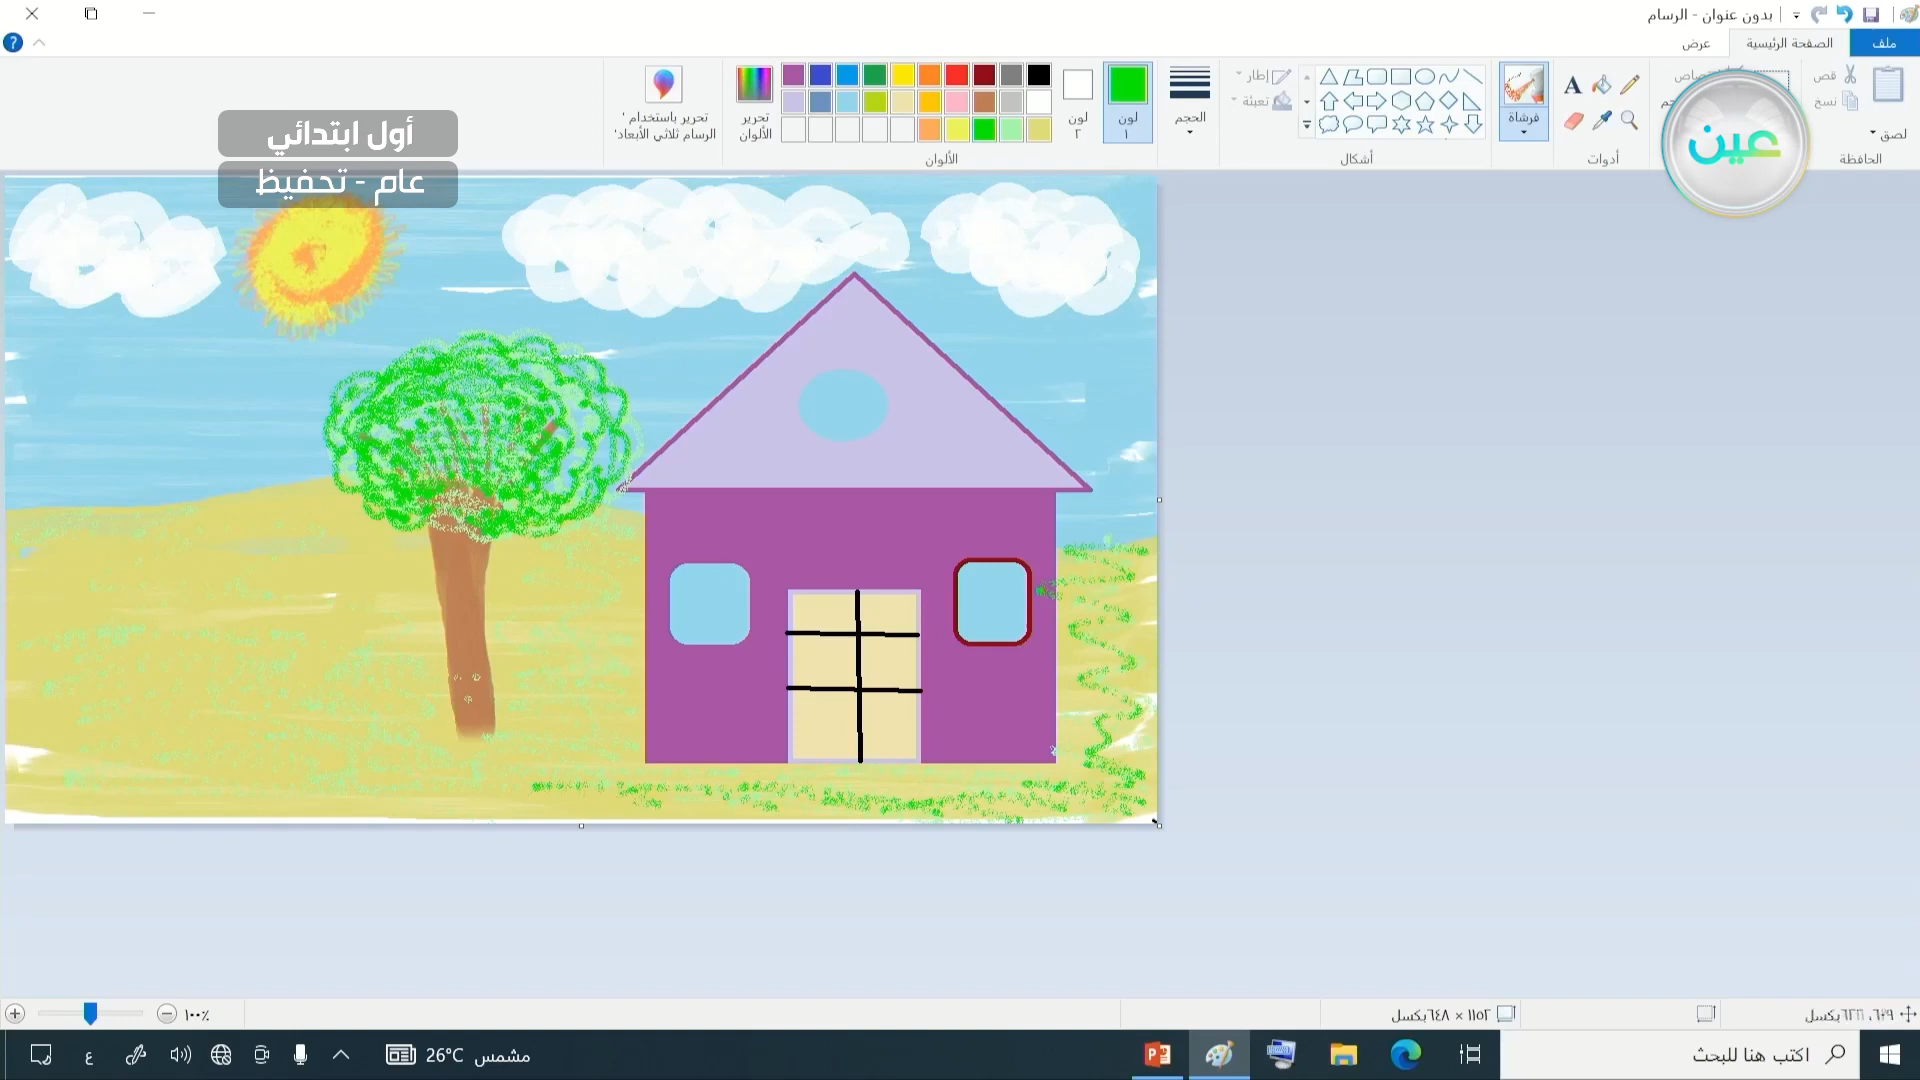 بدون عنوان - الرسام
ملف
الصفحة الرئيسية
عرض
لصق
قص
نسخ
الحافظة
A
أدوات
فرشاة
إطار
تعبئة
أشكال
الحجم
لون
١
لون
٢
تحرير
الألوان
الألوان
تحرير باستخدام '
الرسام ثلاثي الأبعاد'
?
عين
أول ابتدائي
عام - تحفيظ
١١٥٢ × ٦٤٨بكسل
١٠٠٪
اكتب هنا للبحث
26°C مشمس
ع